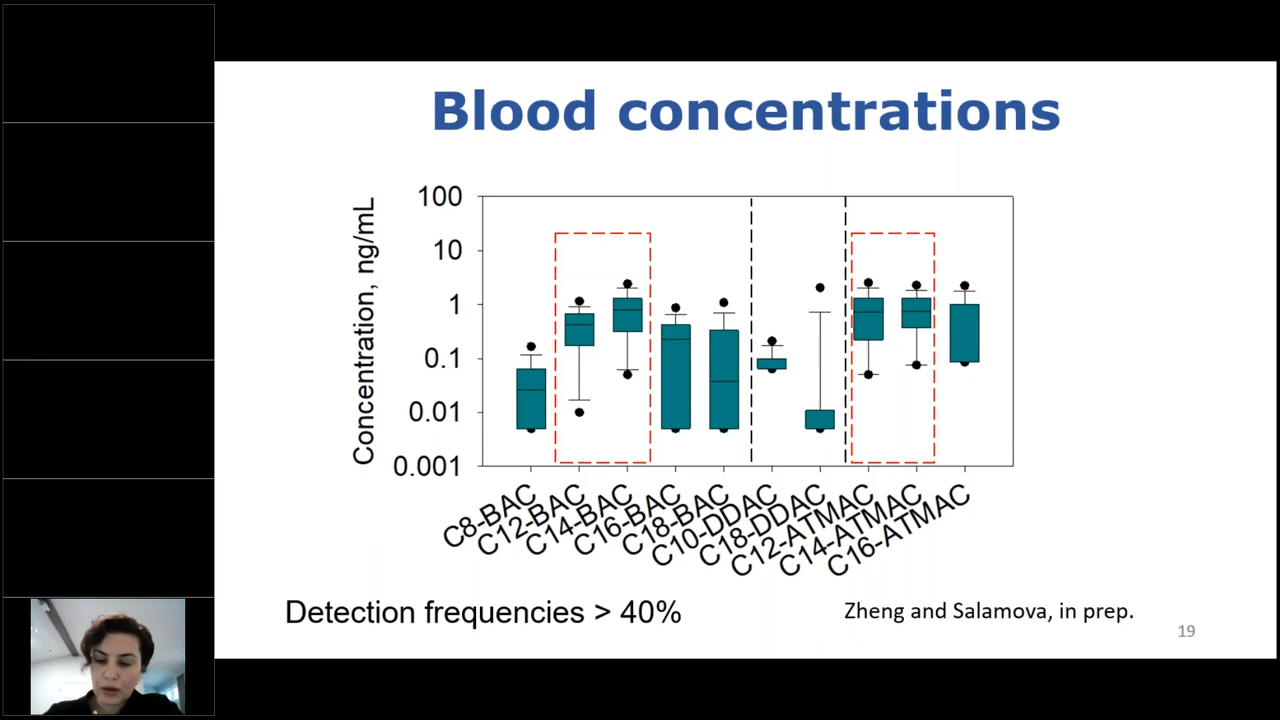 Blood concentrations
Concentration, ng/mL
100
10
1
0.1
0.01
0.001
C8-BAC
C12-BAC
C14-BAC
C16-BAC
C18-BAC
C10-DDAC
C18-DDAC
C12-ATMAC
C14-ATMAC
C16-ATMAC
Detection frequencies > 40%
Zheng and Salamova, in prep.
19